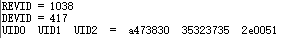 REVID = 1038
DEVID = 417
UID0 UID1 UID2 = a473830 35323735 2e0051